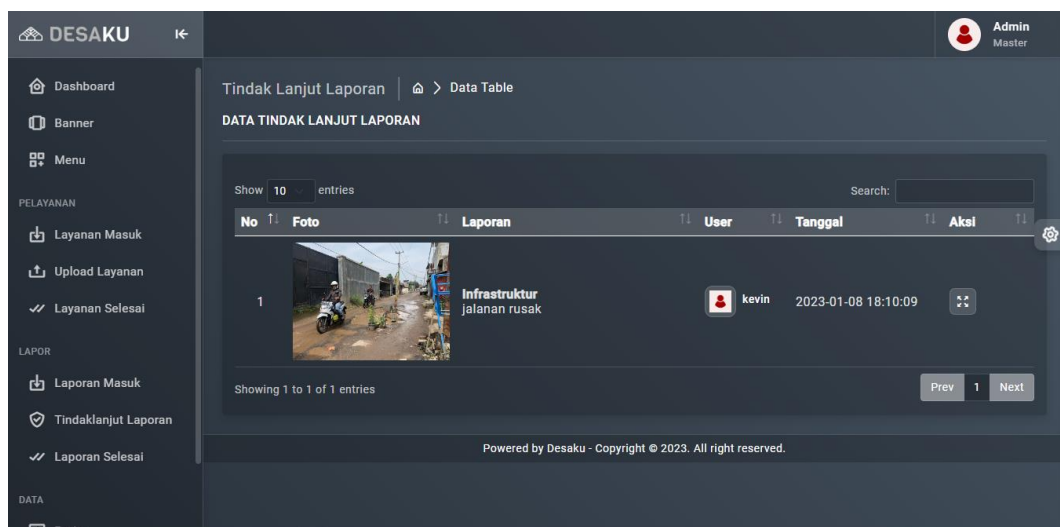 DESAKU
Admin
Master
Dashboard
Banner
Menu
PELAYANAN
Layanan Masuk
Upload Layanan
Layanan Selesai
LAPOR
Laporan Masuk
Tindaklanjut Laporan
Laporan Selesai
DATA
Tindak Lanjut Laporan
Data Table
DATA TINDAK LANJUT LAPORAN
Show 10 entries
Search:
No Foto Laporan User Tanggal Aksi
1 Infrastruktur kevin 2023-01-08 18:10:09
jalanan rusak
Showing 1 to 1 of 1 entries
Prev 1 Next
Powered by Desaku - Copyright © 2023. All right reserved.